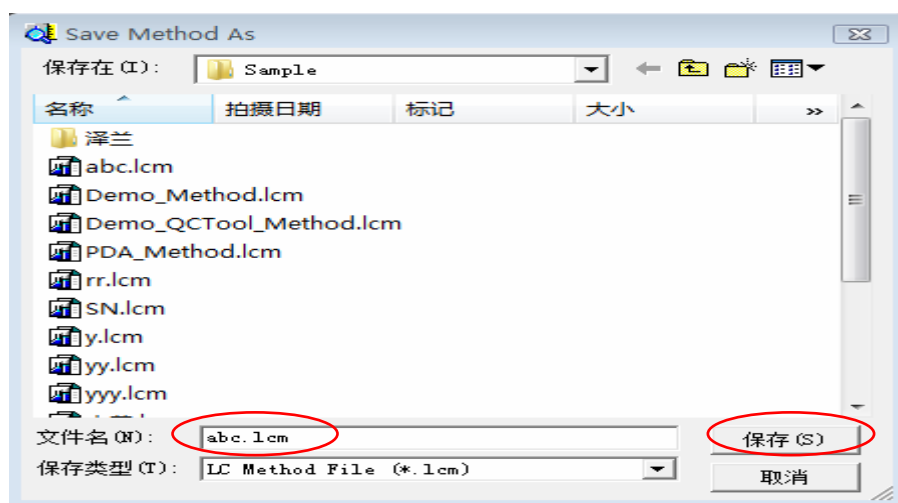 Save Method As
保存在(I): Sample
名称 拍摄日期 标记 大小 »
泽兰
abc.lcm
Demo_Method.lcm
Demo_QCTool_Method.lcm
PDA_Method.lcm
rr.lcm
SN.lcm
y.lcm
yy.lcm
yyy.lcm
文件名(N): abc.lcm 保存(S)
保存类型(T): LC Method File (*.lcm) 取消